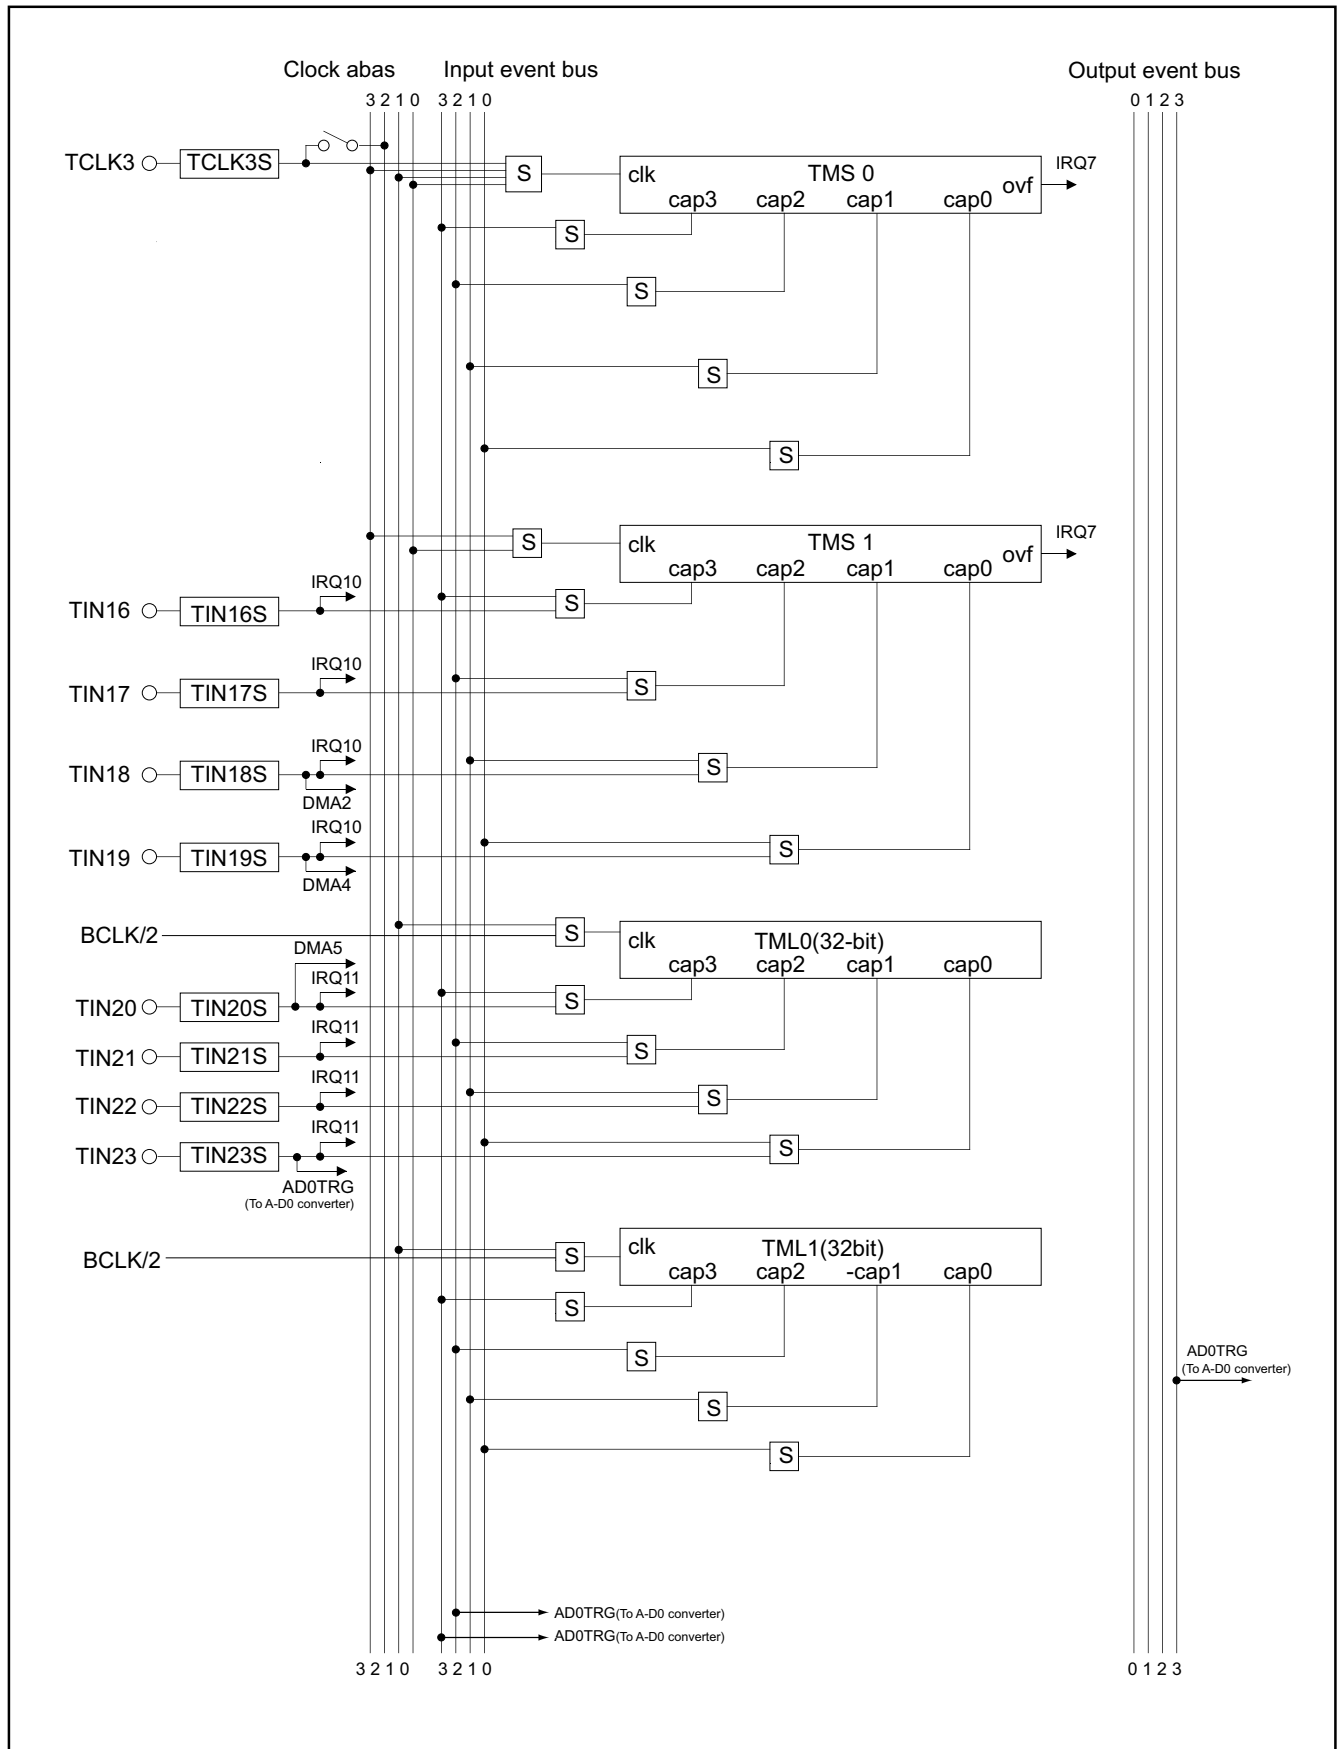 Clock abas Input event bus Output event bus
3 2 1 0 3 2 1 0 0 1 2 3
TCLK3 TCLK3S S clk TMS 0 ovf IRQ7
cap3 cap2 cap1 cap0
S
S
S
S
S clk TMS 1 ovf IRQ7
cap3 cap2 cap1 cap0
IRQ10
TIN16 TIN16S S
IRQ10
TIN17 TIN17S S
IRQ10
TIN18 TIN18S S
DMA2
IRQ10
TIN19 TIN19S S
DMA4
BCLK/2 S clk TML0(32-bit)
cap3 cap2 cap1 cap0
DMA5
IRQ11
TIN20 TIN20S S
IRQ11
TIN21 TIN21S S
IRQ11
TIN22 TIN22S S
IRQ11
TIN23 TIN23S S
AD0TRG
(To A-D0 converter)
BCLK/2 S clk TML1(32bit)
cap3 cap2 -cap1 cap0
S
S
AD0TRG
(To A-D0 converter)
S
S
AD0TRG(To A-D0 converter)
AD0TRG(To A-D0 converter)
3 2 1 0 3 2 1 0 0 1 2 3